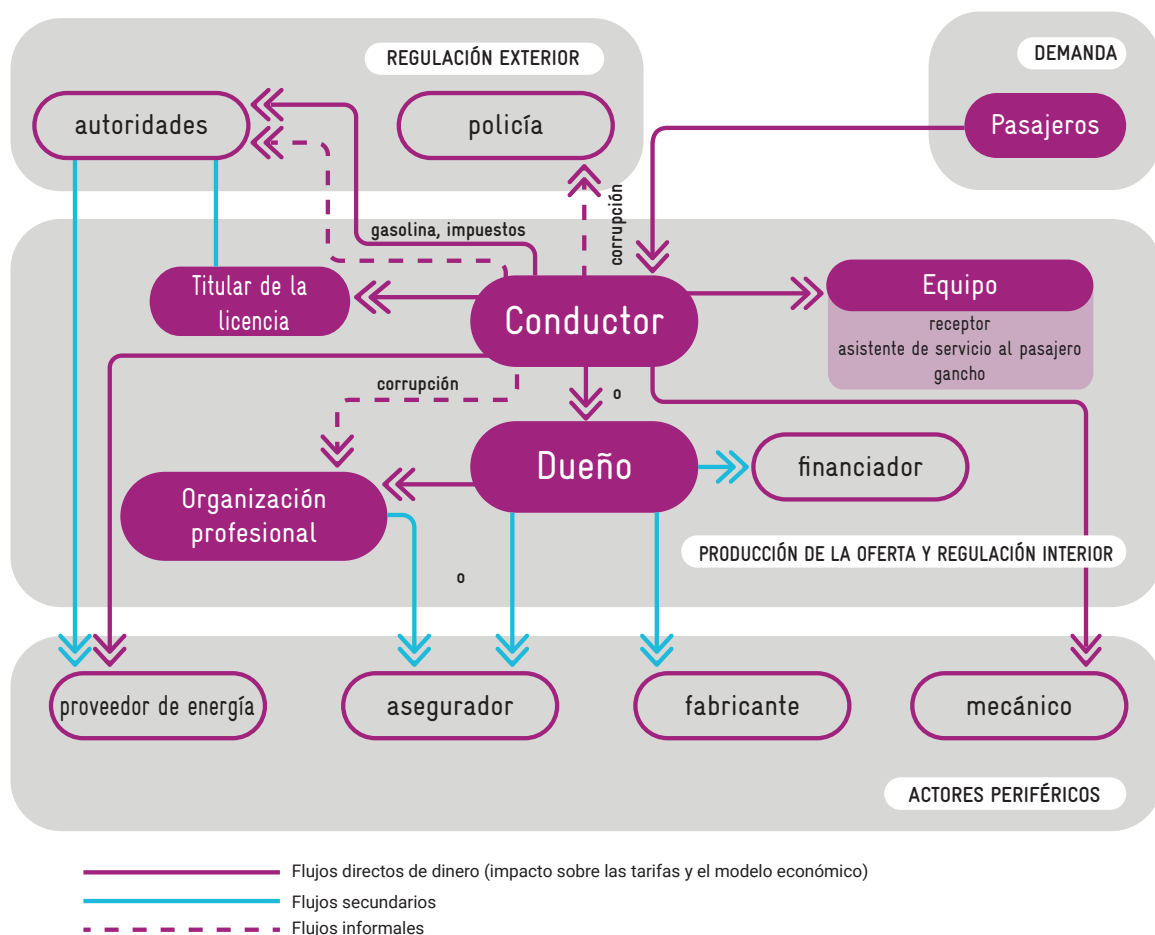 REGULACIÓN EXTERIOR
DEMANDA
autoridades
policía
Pasajeros
corrupción
gasolina, impuestos
Titular de la
licencia
Conductor
Equipo
receptor
asistente de servicio al pasajero
gancho
corrupción
o
Dueño
financiador
Organización
profesional
PRODUCCIÓN DE LA OFERTA Y REGULACIÓN INTERIOR
o
proveedor de energía
asegurador
fabricante
mecánico
ACTORES PERIFÉRICOS
Flujos directos de dinero (impacto sobre las tarifas y el modelo económico)
Flujos secundarios
Flujos informales